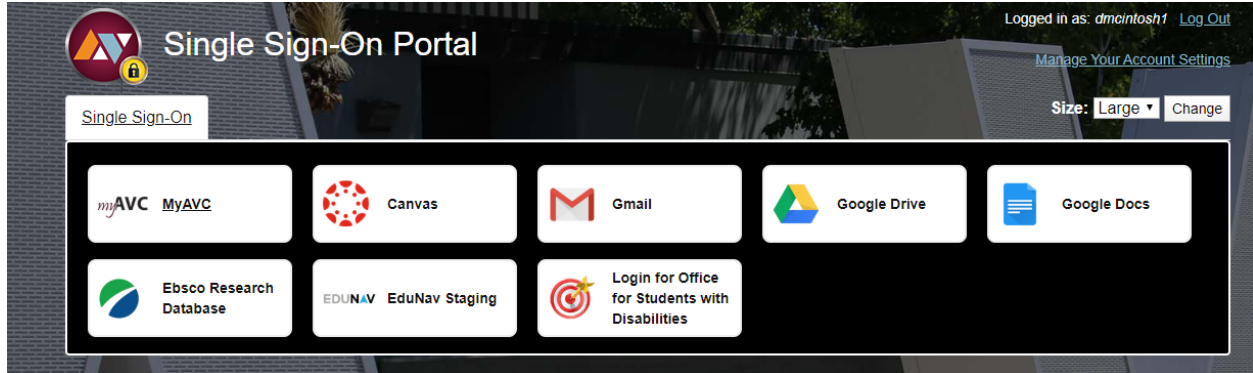 Logged in as: dmcintosh1 Log Out
Single Sign-On Portal
Manage Your Account Settings
Single Sign-On
Size: Large Change
myAVC MyAVC
Canvas
Gmail
Google Drive
Google Docs
Ebsco Research
Database
EDUNAV EduNav Staging
Login for Office
for Students with
Disabilities